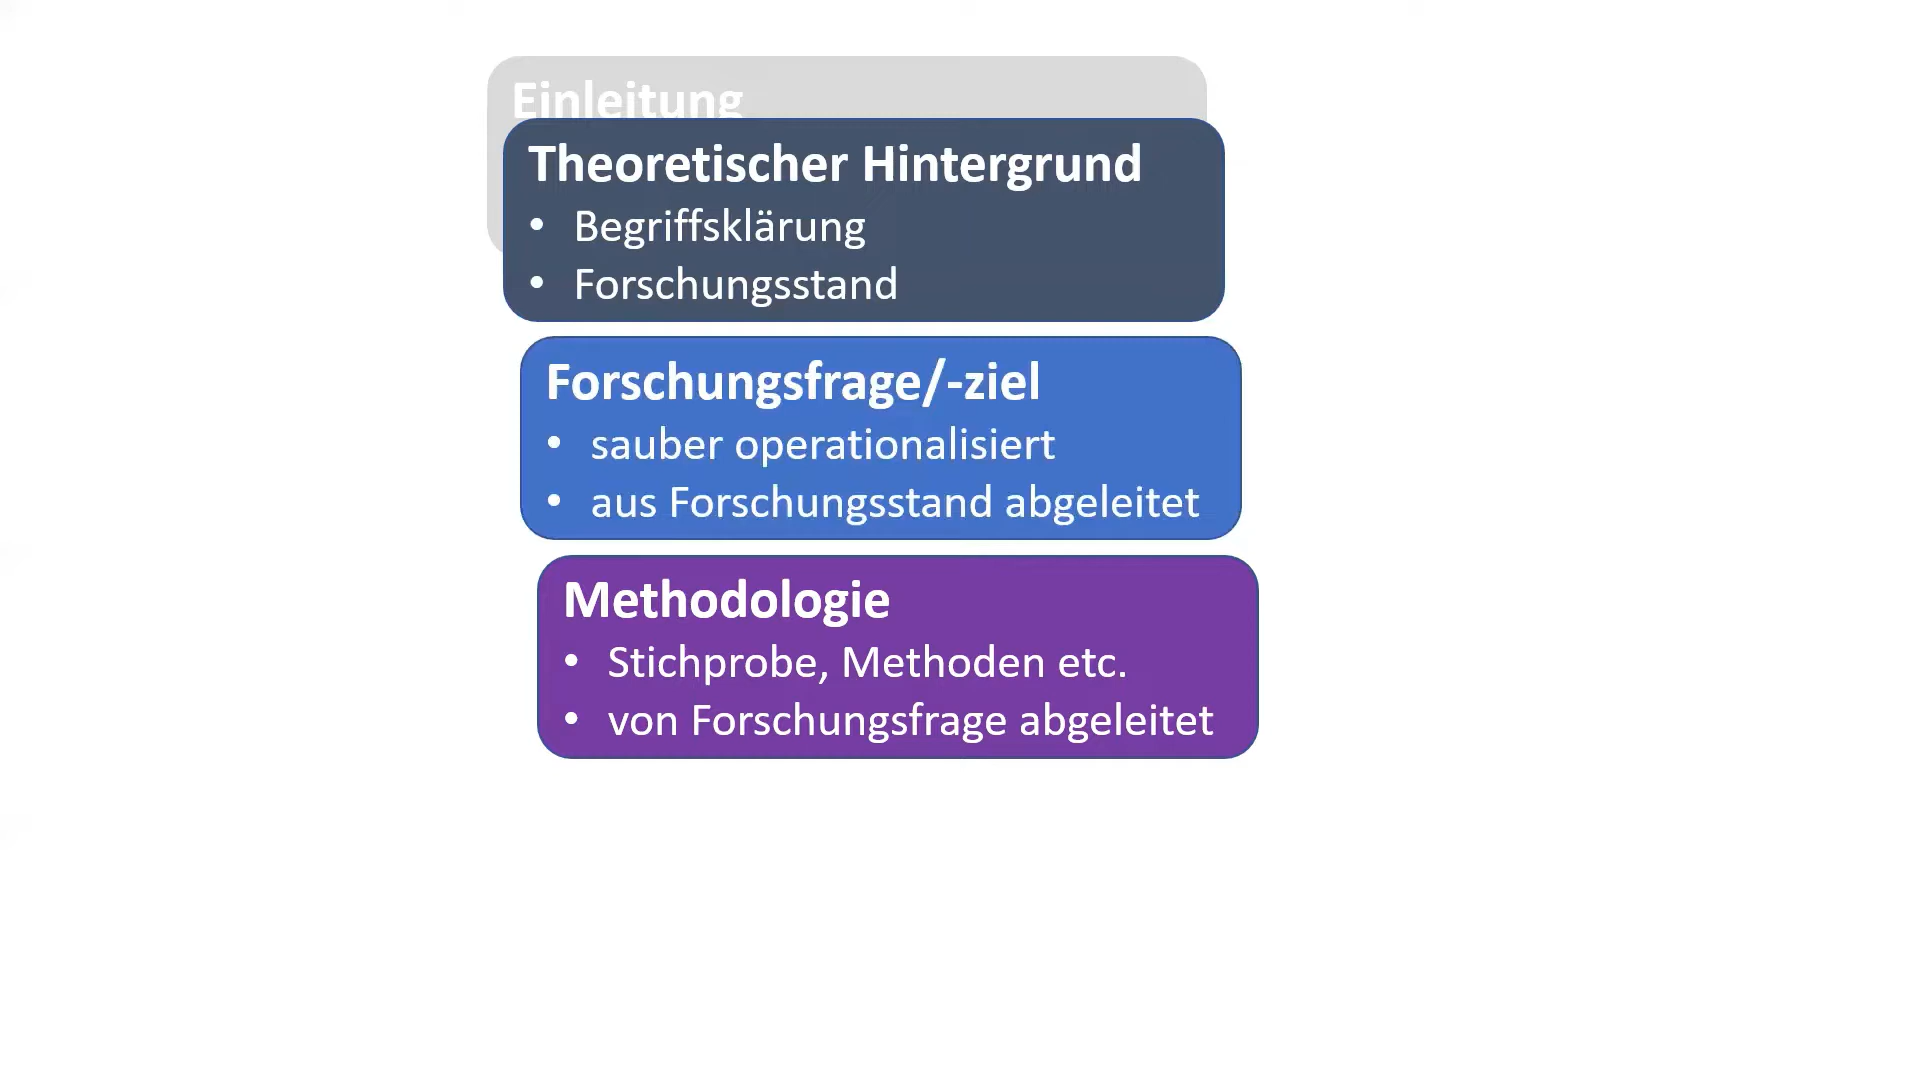 Einleitung
Theoretischer Hintergrund
• Begriffsklärung
• Forschungsstand
Forschungsfrage/-ziel
• sauber operationalisiert
• aus Forschungsstand abgeleitet
Methodologie
• Stichprobe, Methoden etc.
• von Forschungsfrage abgeleitet